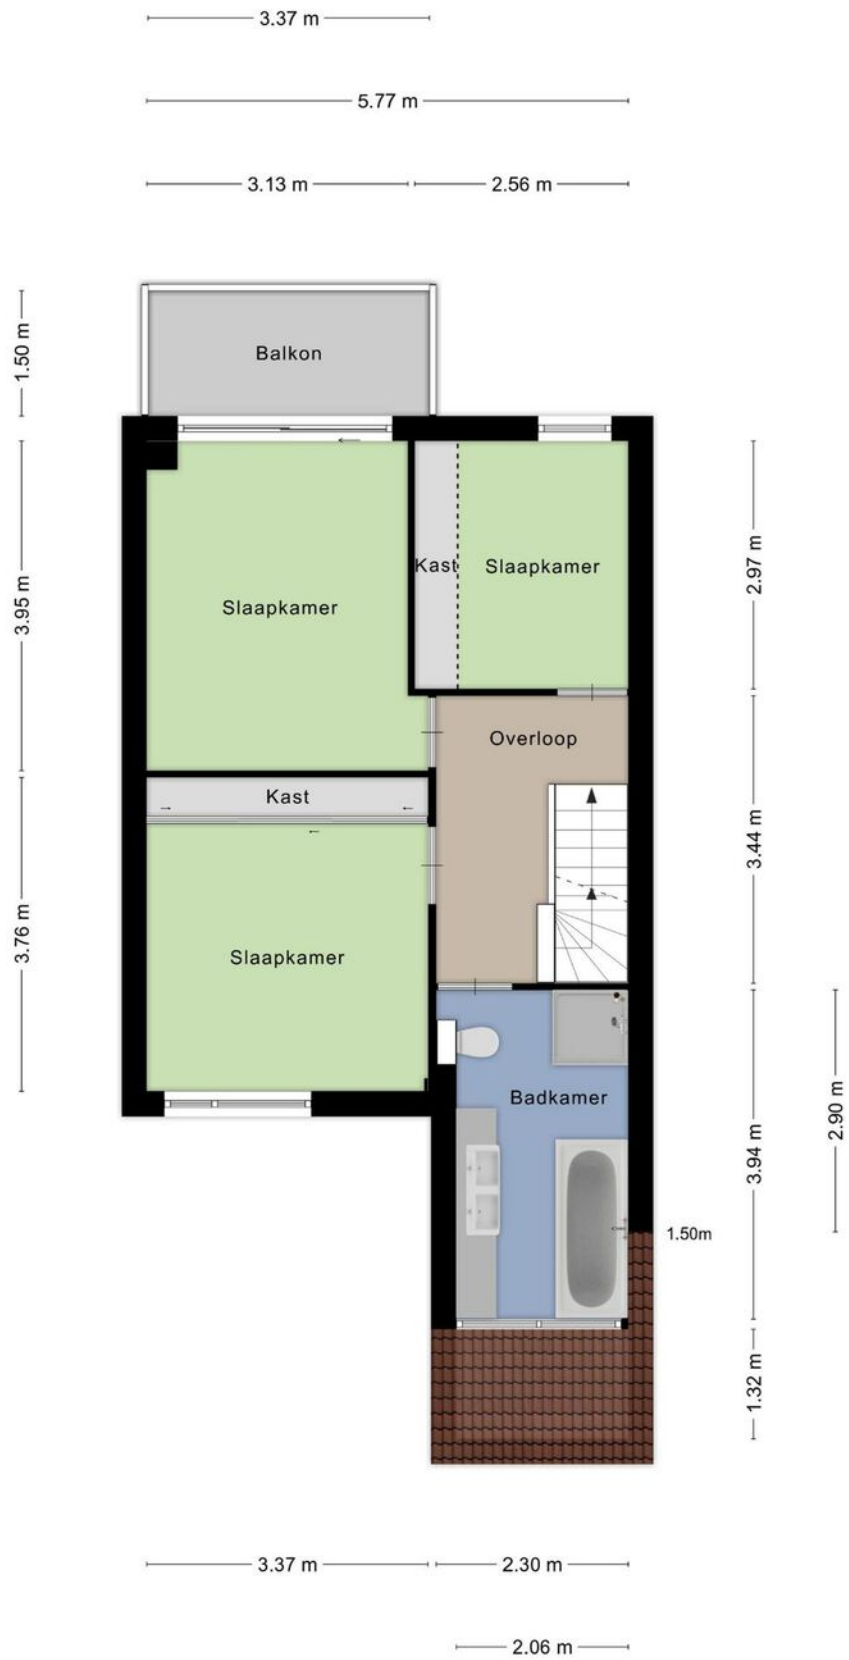 3.37 m
5.77 m
3.13 m
2.56 m
1.50 m
Balkon
3.95 m
Slaapkamer
Kast
Slaapkamer
2.97 m
Overloop
Kast
3.44 m
3.76 m
Slaapkamer
Badkamer
2.90 m
3.94 m
1.50m
1.32 m
3.37 m
2.30 m
2.06 m